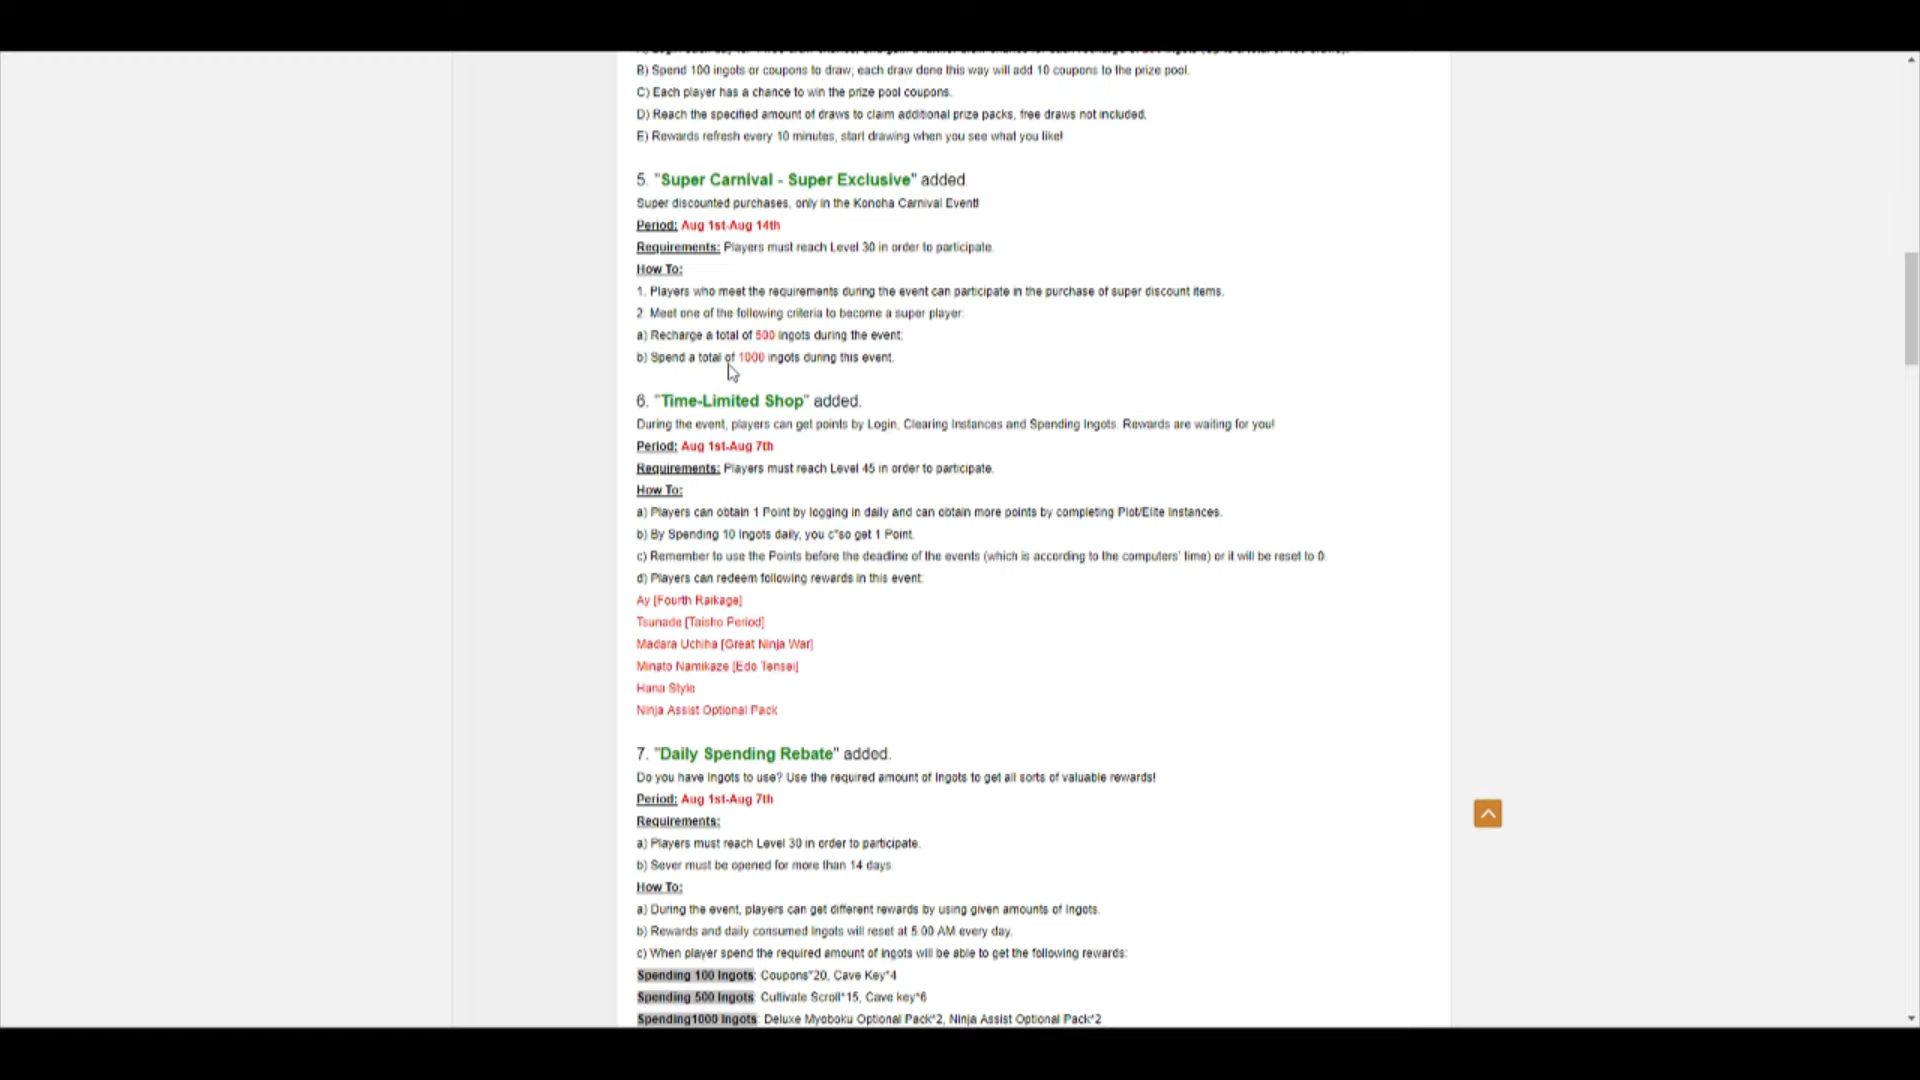 B) Spend 100 ingots or coupons to draw; each draw done this way will add 10 coupons to the prize pool.
C) Each player has a chance to win the prize pool coupons.
D) Reach the specified amount of draws to claim additional prize packs, free draws not included.
E) Rewards refresh every 10 minutes, start drawing when you see what you like!
5. "Super Carnival - Super Exclusive" added.
Super discounted purchases, only in the Konoha Carnival Event!
Period: Aug 1st-Aug 14th
Requirements: Players must reach Level 30 in order to participate.
How To:
1. Players who meet the requirements during the event can participate in the purchase of super discount items.
2. Meet one of the following criteria to become a super player:
a) Recharge a total of 500 ingots during the event;
b) Spend a total of 1000 ingots during this event.
6. "Time-Limited Shop" added.
During the event, players can get points by Login, Clearing Instances and Spending Ingots. Rewards are waiting for you!
Period: Aug 1st-Aug 7th
Requirements: Players must reach Level 45 in order to participate.
How To:
a) Players can obtain 1 Point by logging in daily and can obtain more points by completing Plot/Elite Instances.
b) By Spending 10 Ingots daily, you c"so get 1 Point.
c) Remember to use the Points before the deadline of the events (which is according to the computers' time) or it will be reset to 0.
d) Players can redeem following rewards in this event:
Ay [Fourth Raikage]
Tsunade [Taisho Period]
Madara Uchiha [Great Ninja War]
Minato Namikaze [Edo Tensei]
Hana Style
Ninja Assist Optional Pack
7. "Daily Spending Rebate" added.
Do you have Ingots to use? Use the required amount of Ingots to get all sorts of valuable rewards!
Period: Aug 1st-Aug 7th
Requirements:
a) Players must reach Level 30 in order to participate.
b) Sever must be opened for more than 14 days.
How To:
a) During the event, players can get different rewards by using given amounts of Ingots.
b) Rewards and daily consumed Ingots will reset at 5:00 AM every day.
c) When player spend the required amount of ingots will be able to get the following rewards:
Spending 100 Ingots: Coupons*20, Cave Key*4
Spending 500 Ingots: Cultivate Scroll*15, Cave key*6
Spending1000 Ingots: Deluxe Myoboku Optional Pack*2, Ninja Assist Optional Pack*2